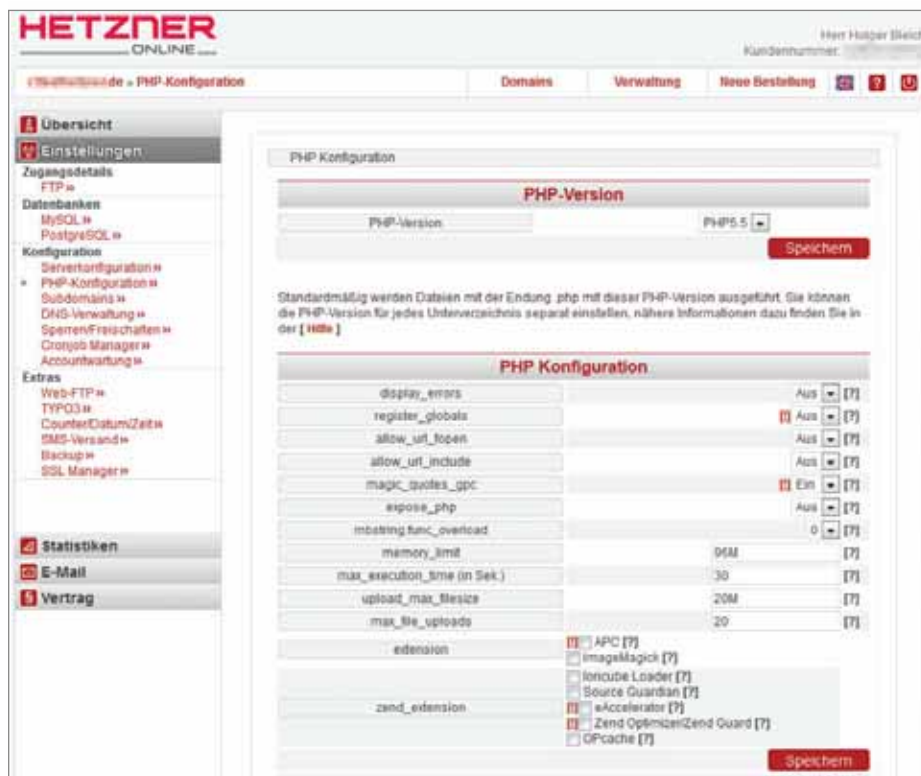 HETZNER
ONLINE
Herr Holger Bleich
Kundennummer:
de » PHP-Konfiguration
Domains
Verwaltung
Neue Bestellung
?
Übersicht
Einstellungen
Zugangsdetails
FTP »
Datenbanken
MySQL »
PostgreSQL »
Konfiguration
Serverkonfiguration »
PHP-Konfiguration »
Subdomains »
DNS-Verwaltung »
Sperren/Freischalten »
Cronjob Manager »
Accountwartung »
Extras
Web-FTP »
TYPO3 »
Counter/Datum/Zeit »
SMS-Versand »
Backup »
SSL Manager »
Statistiken
E-Mail
Vertrag
PHP Konfiguration
PHP-Version
PHP-Version PHP5.5
Speichern
Standardmäßig werden Dateien mit der Endung .php mit dieser PHP-Version ausgeführt. Sie können
die PHP-Version für jedes Unterverzeichnis separat einstellen, nähere Informationen dazu finden Sie in
der [ Hilfe ]
PHP Konfiguration
display_errors Aus [?]
register_globals [!] Aus [?]
allow_url_fopen Aus [?]
allow_url_include Aus [?]
magic_quotes_gpc [!] Ein [?]
expose_php Aus [?]
mbstring.func_overload 0 [?]
memory_limit 96M [?]
max_execution_time (in Sek.) 30 [?]
upload_max_filesize 20M [?]
max_file_uploads 20 [?]
extension
[!] APC [?]
ImageMagick [?]
zend_extension
Ioncube Loader [?]
Source Guardian [?]
[!] eAccelerator [?]
[!] Zend Optimizer/Zend Guard [?]
OPcache [?]
Speichern